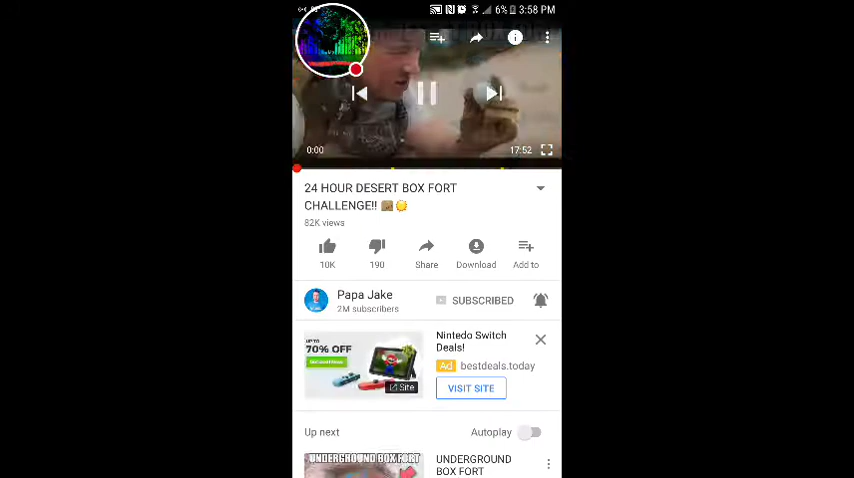 6% 3:58 PM
0:00
17:52
24 HOUR DESERT BOX FORT
CHALLENGE!!
82K views
10K
190
Share
Download
Add to
Papa Jake
2M subscribers
SUBSCRIBED
UP TO
70% OFF
Site
Nintedo Switch
Deals!
Ad bestdeals.today
VISIT SITE
Up next
Autoplay
UNDERGROUND BOX FORT
UNDERGROUND
BOX FORT